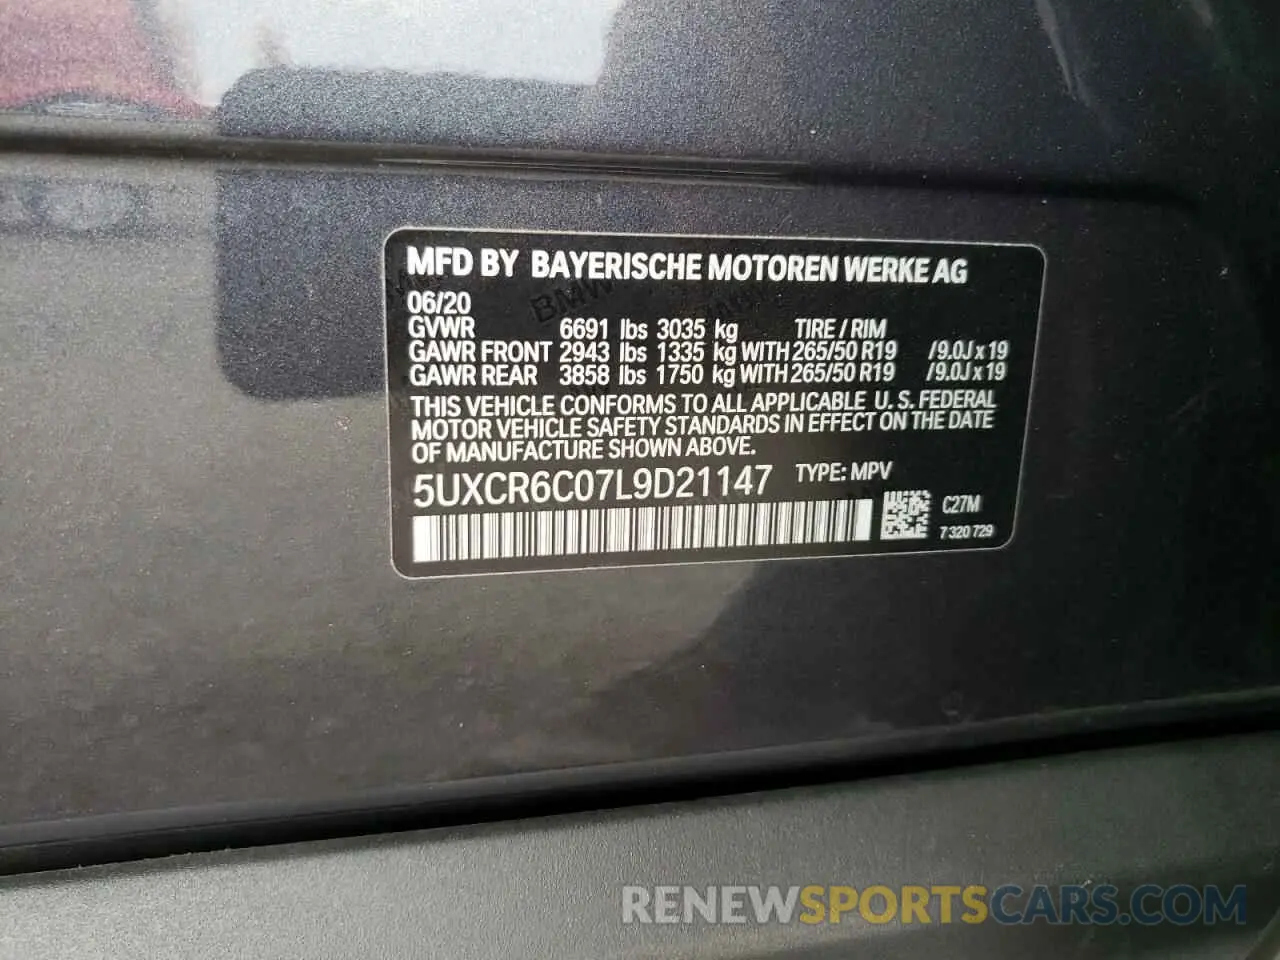 MFD BY BAYERISCHE MOTOREN WERKE AG
06/20
GVWR 6691 lbs 3035 kg TIRE / RIM
GAWR FRONT 2943 lbs 1335 kg WITH 265/50 R19 /9.0J x 19
GAWR REAR 3858 lbs 1750 kg WITH 265/50 R19 /9.0J x 19
THIS VEHICLE CONFORMS TO ALL APPLICABLE U. S. FEDERAL
MOTOR VEHICLE SAFETY STANDARDS IN EFFECT ON THE DATE
OF MANUFACTURE SHOWN ABOVE.
5UXCR6C07L9D21147 TYPE: MPV
C27M
7 320 729
BMW
BMW
RENEWSPORTSCARS.COM